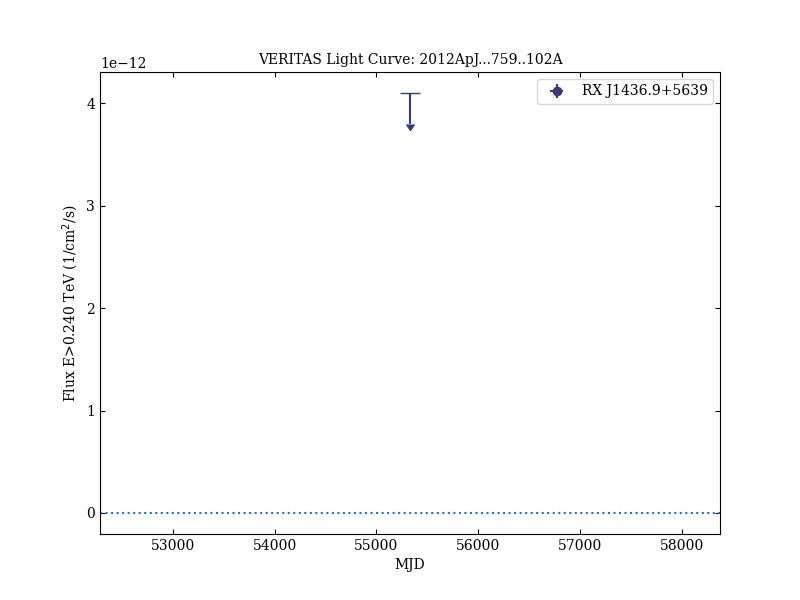 VERITAS Light Curve: 2012ApJ...759..102A
1e−12
RX J1436.9+5639
4
3
2
1
0
Flux E>0.240 TeV (1/cm²/s)
53000 54000 55000 56000 57000 58000
MJD